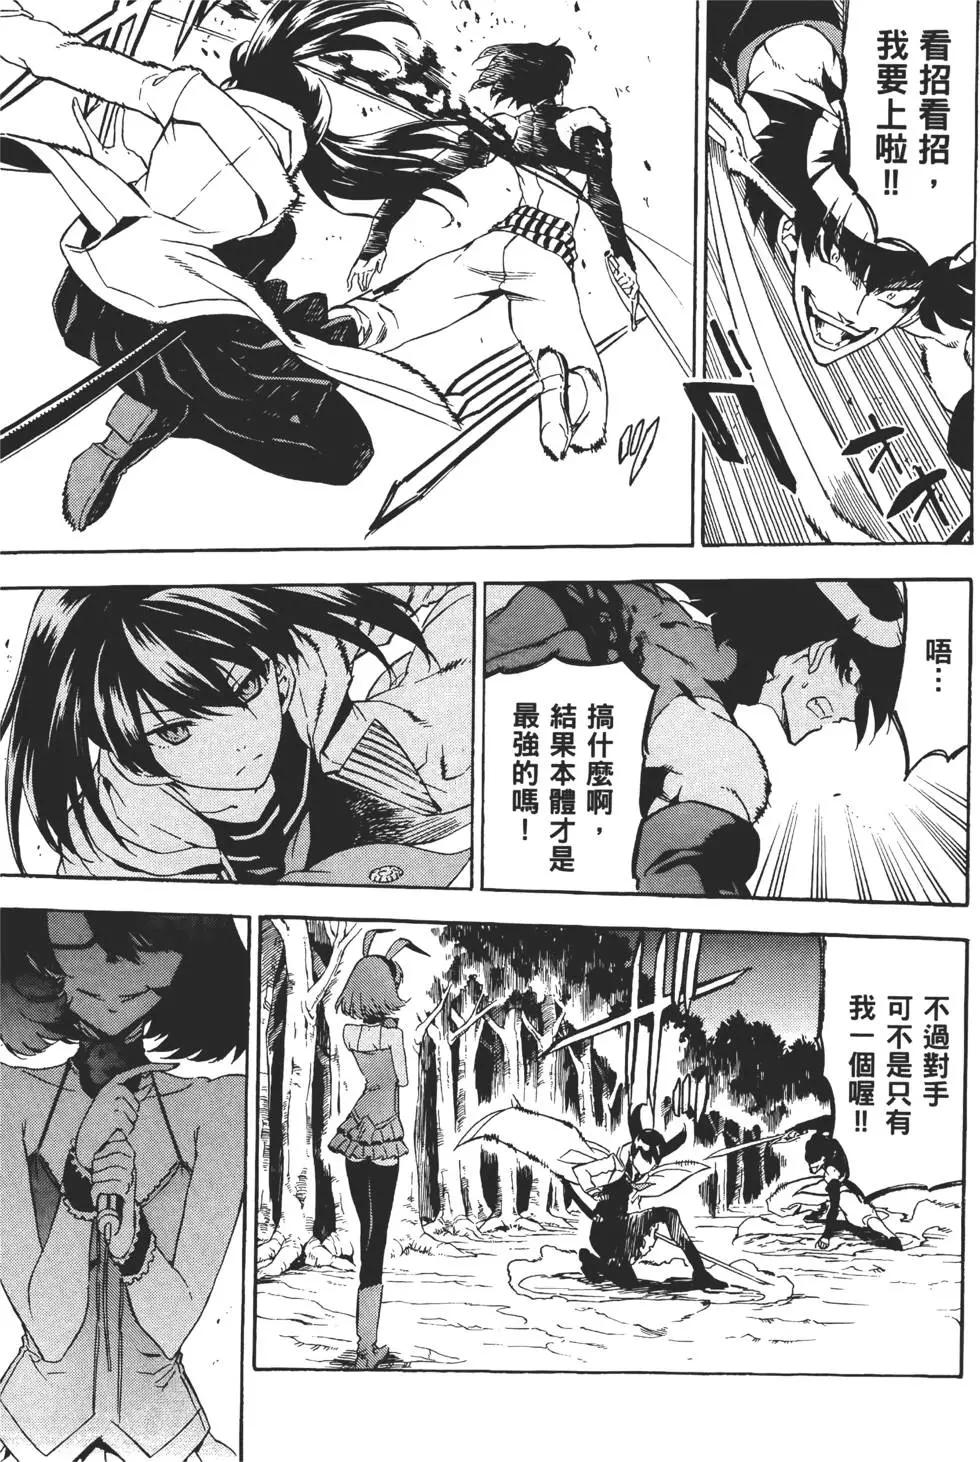 看招看招，
我要上啦!!
オオオ
唔…
搞什麼啊，
結果本體才是
最強的嗎！
不過對手
可不是只有
我一個喔!!